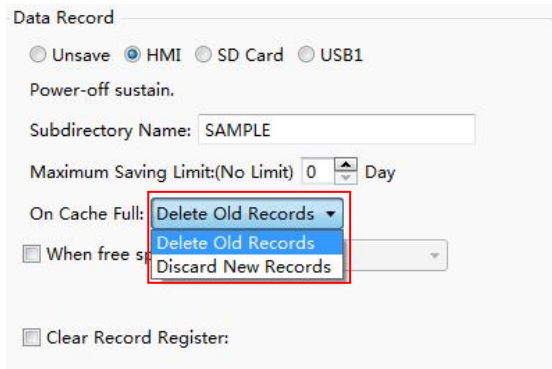 Data Record
Unsave HMI SD Card USB1
Power-off sustain.
Subdirectory Name: SAMPLE
Maximum Saving Limit:(No Limit) 0 Day
On Cache Full: Delete Old Records
Delete Old Records
When free sp
Discard New Records
Clear Record Register: